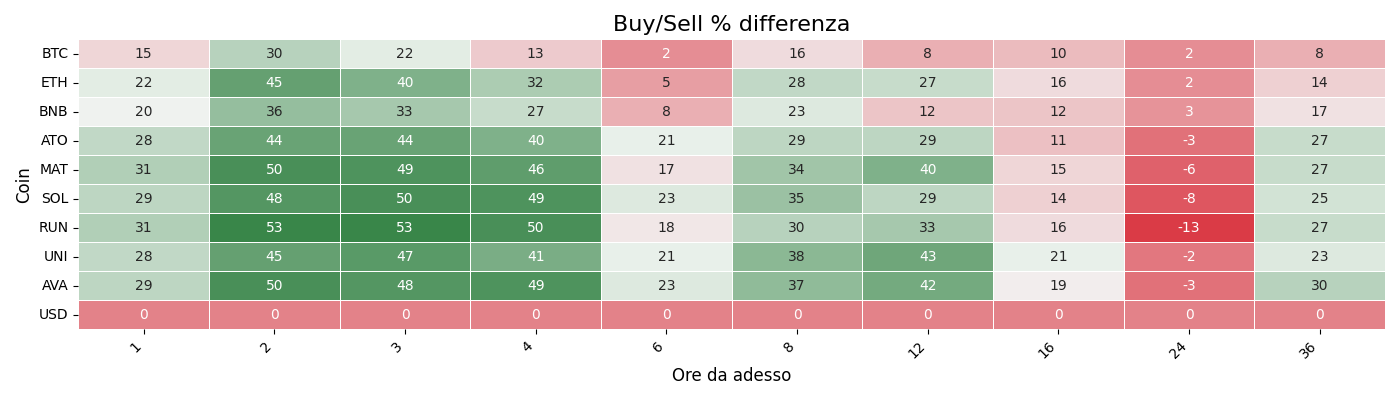 Buy/Sell % differenza
Coin
BTC 15 30 22 13 2 16 8 10 2 8
ETH 22 45 40 32 5 28 27 16 2 14
BNB 20 36 33 27 8 23 12 12 3 17
ATO 28 44 44 40 21 29 29 11 -3 27
MAT 31 50 49 46 17 34 40 15 -6 27
SOL 29 48 50 49 23 35 29 14 -8 25
RUN 31 53 53 50 18 30 33 16 -13 27
UNI 28 45 47 41 21 38 43 21 -2 23
AVA 29 50 48 49 23 37 42 19 -3 30
USD 0 0 0 0 0 0 0 0 0 0
1 2 3 4 6 8 12 16 24 36
Ore da adesso